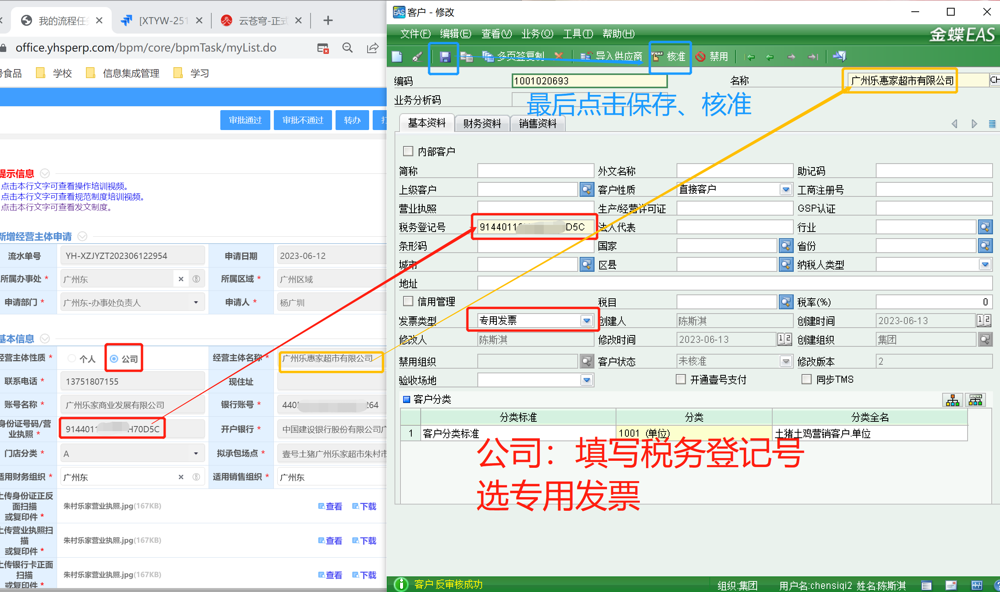 我的流程任
[XTYW-251
云苍穹-正式
office.yhsperp.com/bpm/core/bpmTask/myList.do
号食品
学校
信息集成管理
学习
审批通过
审批不通过
转办
打
提示信息
点击本行文字可查看操作培训视频。
点击本行文字可查看规范制度培训视频。
点击本行文字可查看发文制度。
新增经营主体申请
流水单号 YH-XZJYZT202306122954 申请日期 2023-06-12
所属办事处 * 广州东 所属区域 * 广州区域
申请部门 * 广州东-办事处负责人 申请人 * 杨广圳
基本信息
经营主体性质 * 个人 公司 经营主体名称 * 广州乐惠家超市有限公司
联系电话 * 13751807155 现住址
账号名称 * 广州乐家商业发展有限公司 银行账号 * 440 264
身份证号码/营
业执照 * 914401 H70D5C 开户银行 * 中国建设银行股份有限公司广
门店分类 * A 拟承包场点 * 壹号土猪广州乐家超市朱村市
适用财务组织 * 广州东 适用销售组织 * 广州东
上传身份证正反
面扫描
或复印件 *
朱村乐家营业执照.jpg(167KB) 查看 下载
上传营业执照扫
描
或复印件 *
朱村乐家营业执照.jpg(167KB) 查看 下载
上传银行卡正面
扫描
或复印件 *
朱村乐家营业执照.jpg(167KB) 查看 下载
EAS 客户 - 修改
文件(F) 编辑(E) 查看(V) 业务(O) 工具(T) 帮助(H)
金蝶EAS
多页签复制 导入供应商 核准 禁用
编码 1001020693 名称 广州乐惠家超市有限公司 CH
业务分析码
最后点击保存、核准
基本资料 财务资料 销售资料
内部客户
简称 外文名称 助记码
上级客户 客户性质 直接客户 工商注册号
营业执照 生产/经营许可证 GSP认证
税务登记号 9144011 D5C 法人代表 行业
条形码 国家 省份
城市 区县 纳税人类型
地址
信用管理 税目 税率(%) 0
发票类型 专用发票 创建人 陈斯淇 创建时间 2023-06-13
修改人 陈斯淇 修改时间 2023-06-13 创建组织 集团
禁用组织 客户状态 未核准 修改版本 2
验收场地 开通壹号支付 同步TMS
客户分类
分类标准 分类 分类全名
1 客户分类标准 1001 (单位) 土猪土鸡营销客户.单位
公司：填写税务登记号
选专用发票
客户 反审核成功
组织:集团 用户名:chensiqi2 姓名:陈斯淇